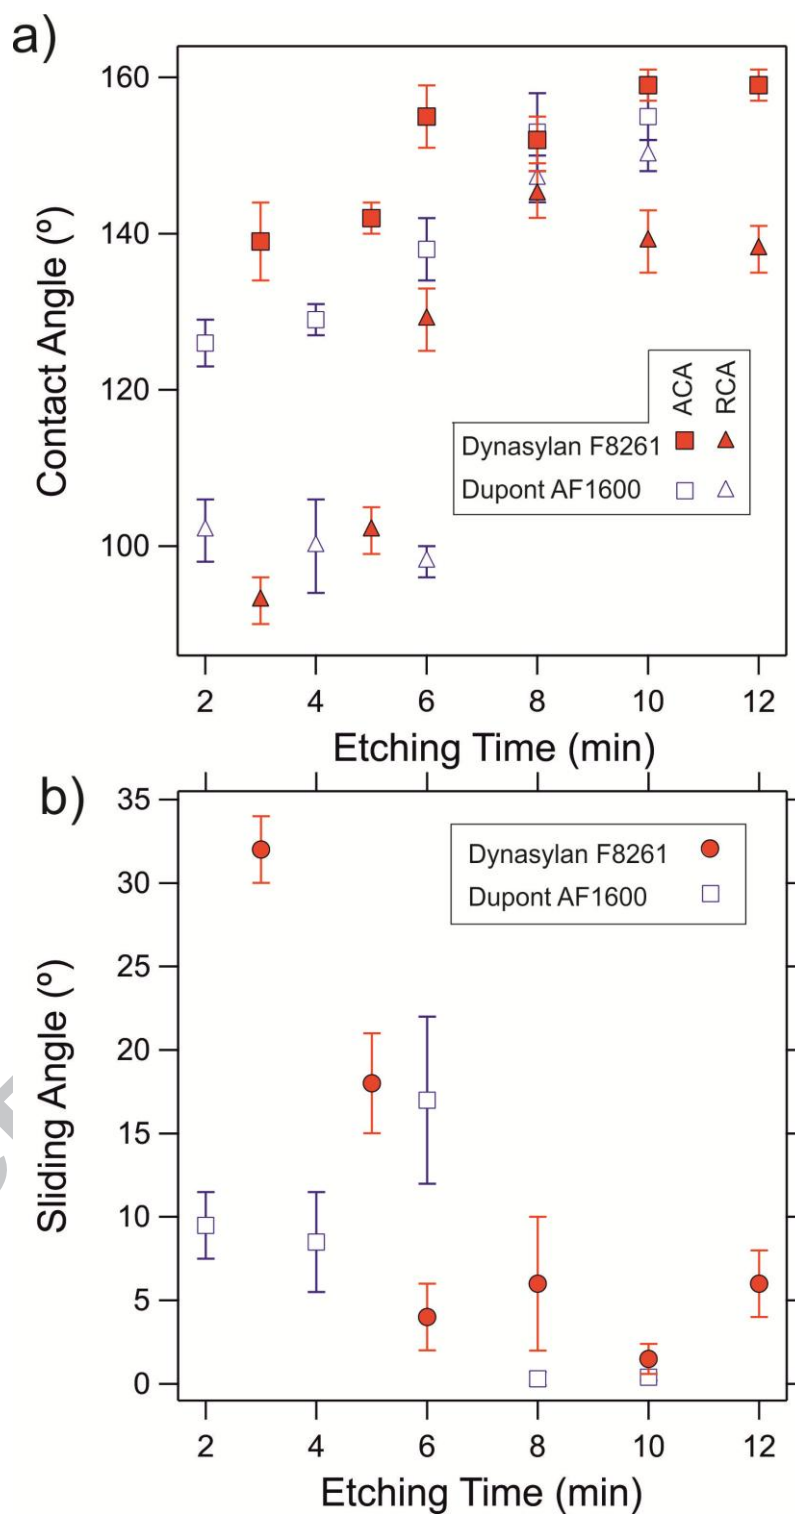 a)
160
140
120
100
Contact Angle (º)
ACA
RCA
Dynasylan F8261
Dupont AF1600
2 4 6 8 10 12
Etching Time (min)
b)
35
30
25
20
15
10
5
0
Sliding Angle (º)
Dynasylan F8261
Dupont AF1600
2 4 6 8 10 12
Etching Time (min)